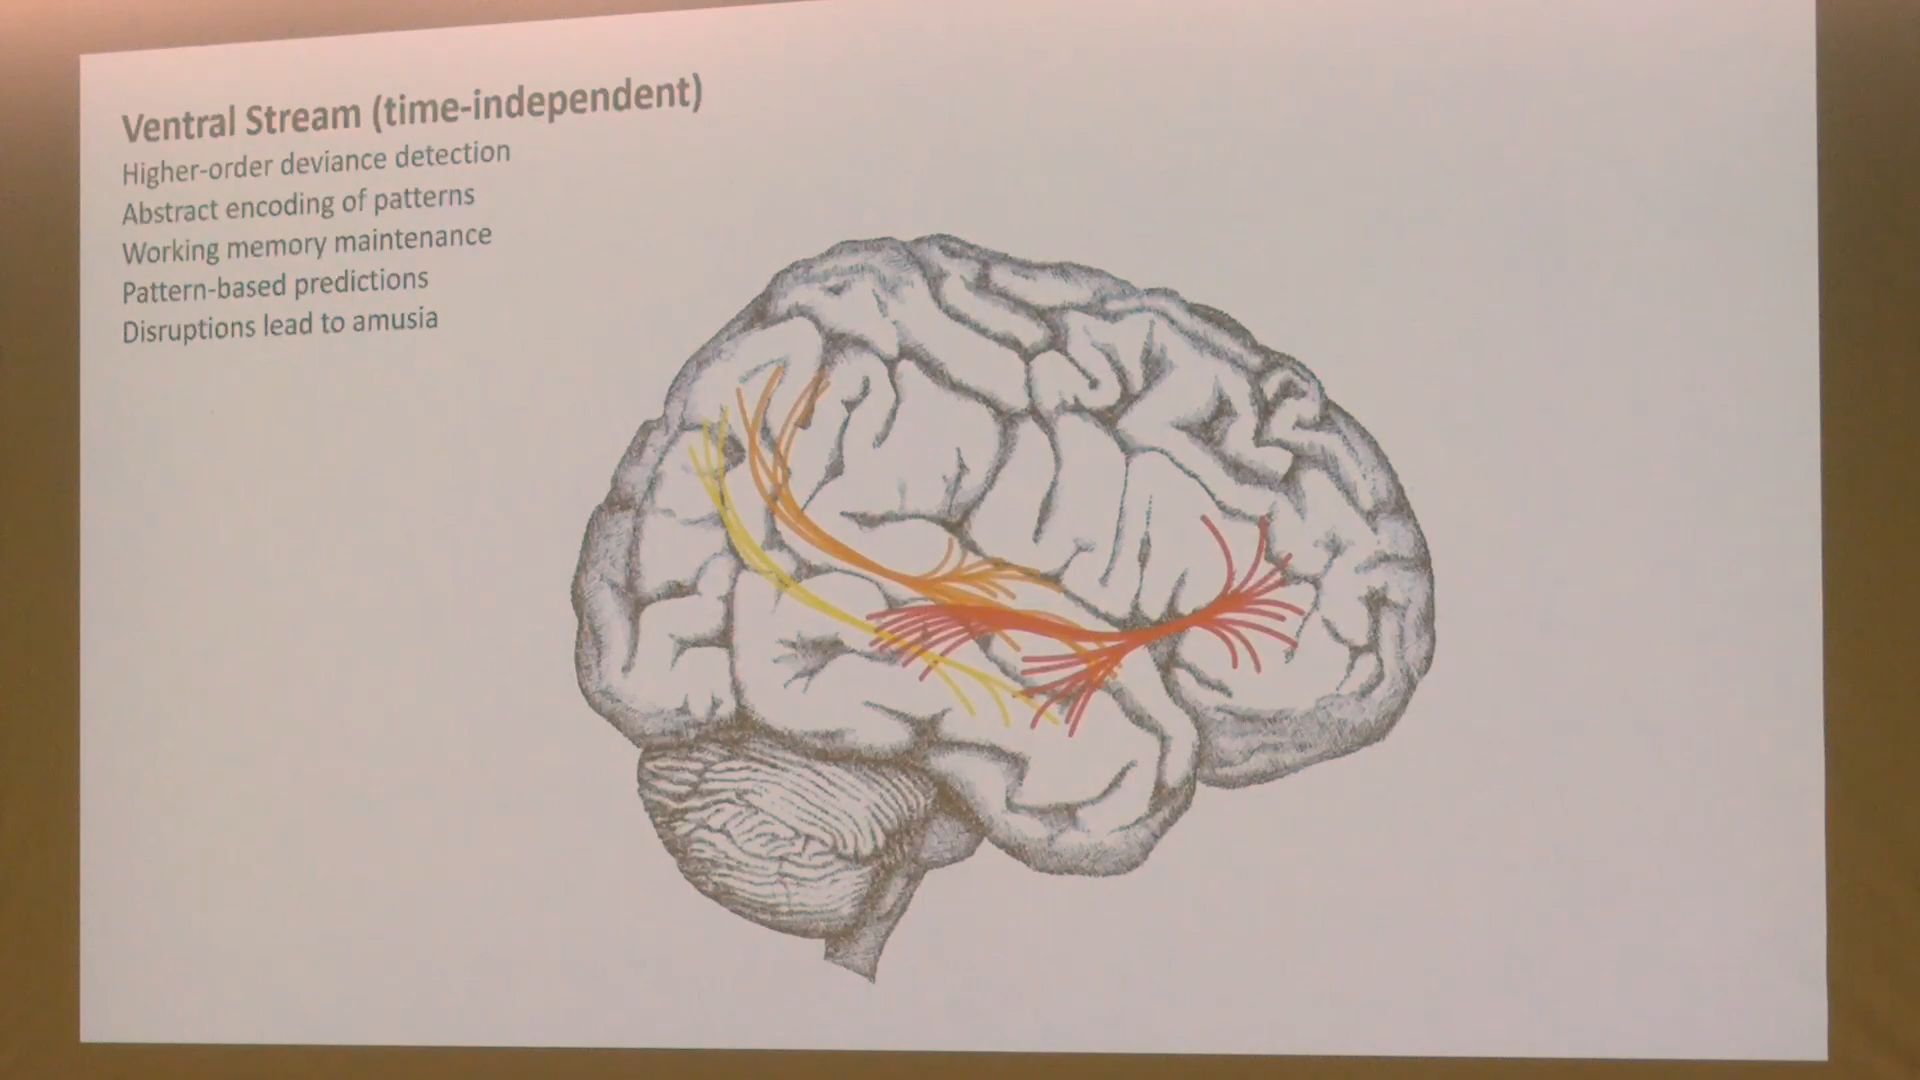 Ventral Stream (time-independent)
Higher-order deviance detection
Abstract encoding of patterns
Working memory maintenance
Pattern-based predictions
Disruptions lead to amusia